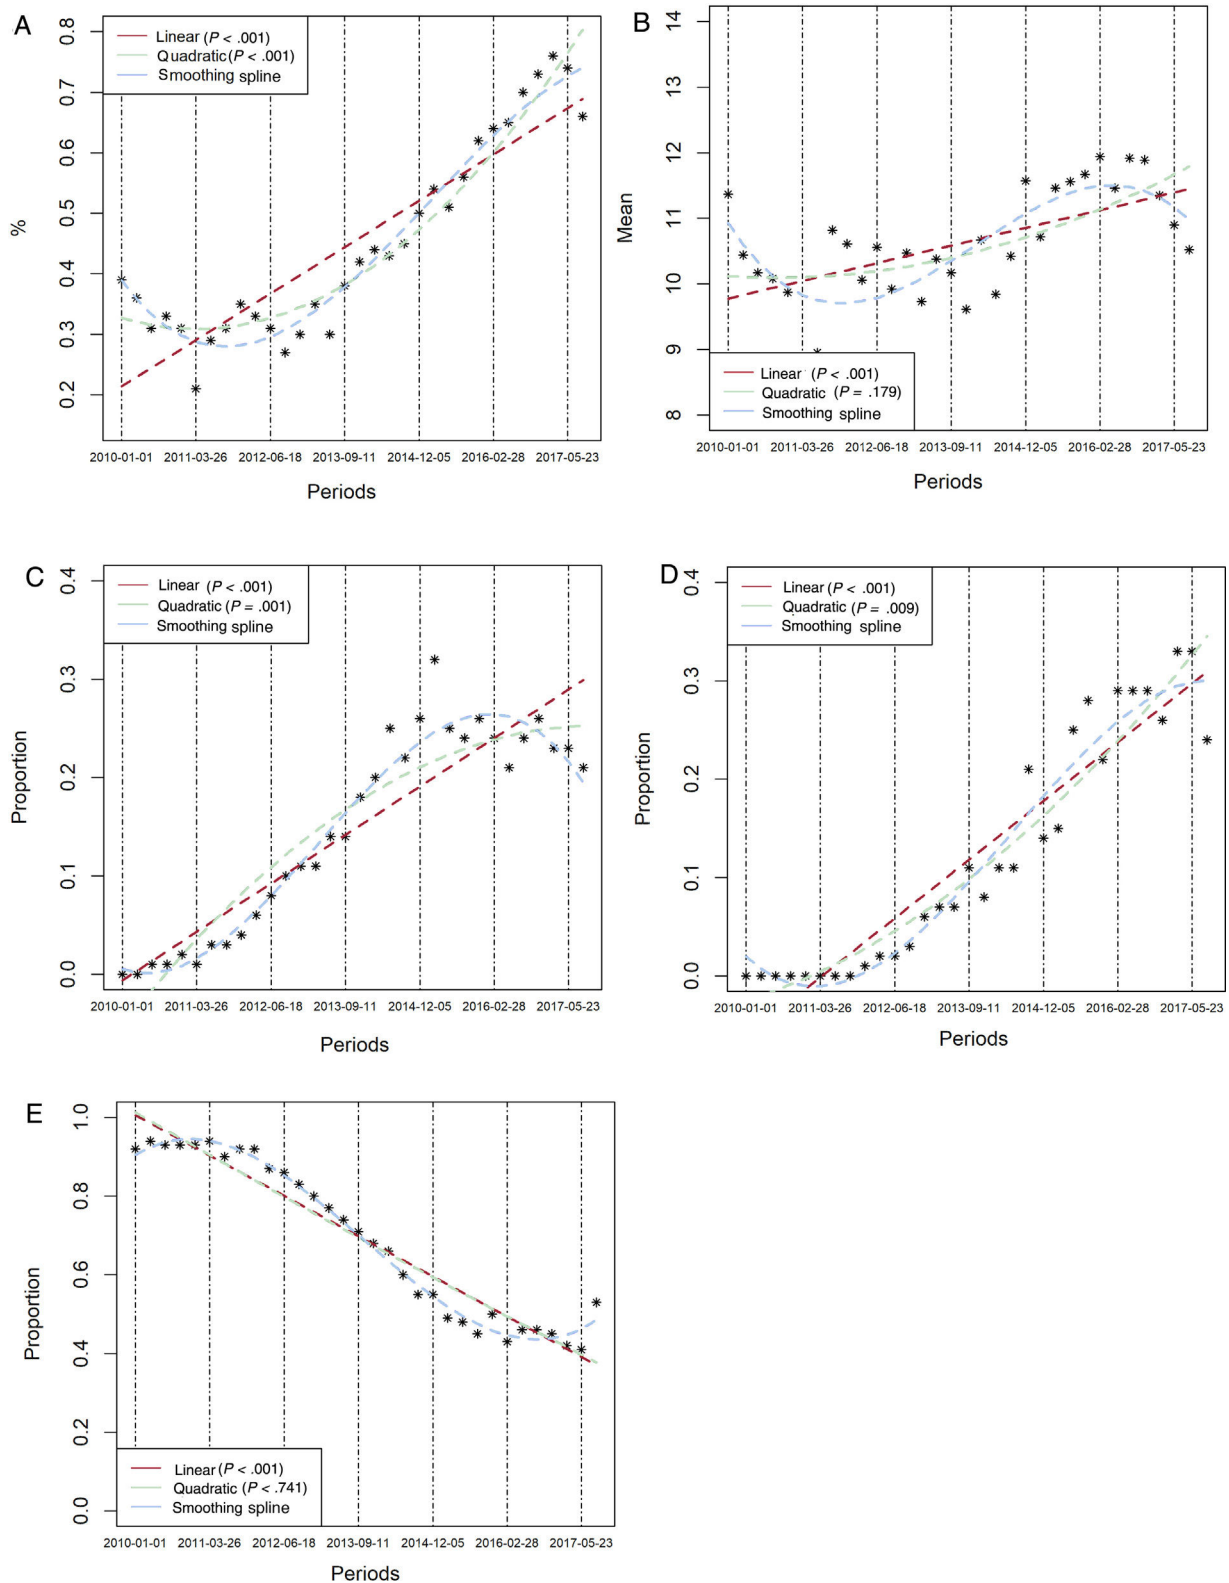 A
Linear (P < .001)
Quadratic (P < .001)
Smoothing spline
0.8
0.7
0.6
0.5
0.4
0.3
0.2
%
2010-01-01 2011-03-26 2012-06-18 2013-09-11 2014-12-05 2016-02-28 2017-05-23
Periods
B
14
13
12
11
10
9
8
Mean
Linear (P < .001)
Quadratic (P = .179)
Smoothing spline
2010-01-01 2011-03-26 2012-06-18 2013-09-11 2014-12-05 2016-02-28 2017-05-23
Periods
C
Linear (P < .001)
Quadratic (P = .001)
Smoothing spline
0.4
0.3
0.2
0.1
0.0
Proportion
2010-01-01 2011-03-26 2012-06-18 2013-09-11 2014-12-05 2016-02-28 2017-05-23
Periods
D
Linear (P < .001)
Quadratic (P = .009)
Smoothing spline
0.4
0.3
0.2
0.1
0.0
Proportion
2010-01-01 2011-03-26 2012-06-18 2013-09-11 2014-12-05 2016-02-28 2017-05-23
Periods
E
1.0
0.8
0.6
0.4
0.2
0.0
Proportion
Linear (P < .001)
Quadratic (P < .741)
Smoothing spline
2010-01-01 2011-03-26 2012-06-18 2013-09-11 2014-12-05 2016-02-28 2017-05-23
Periods